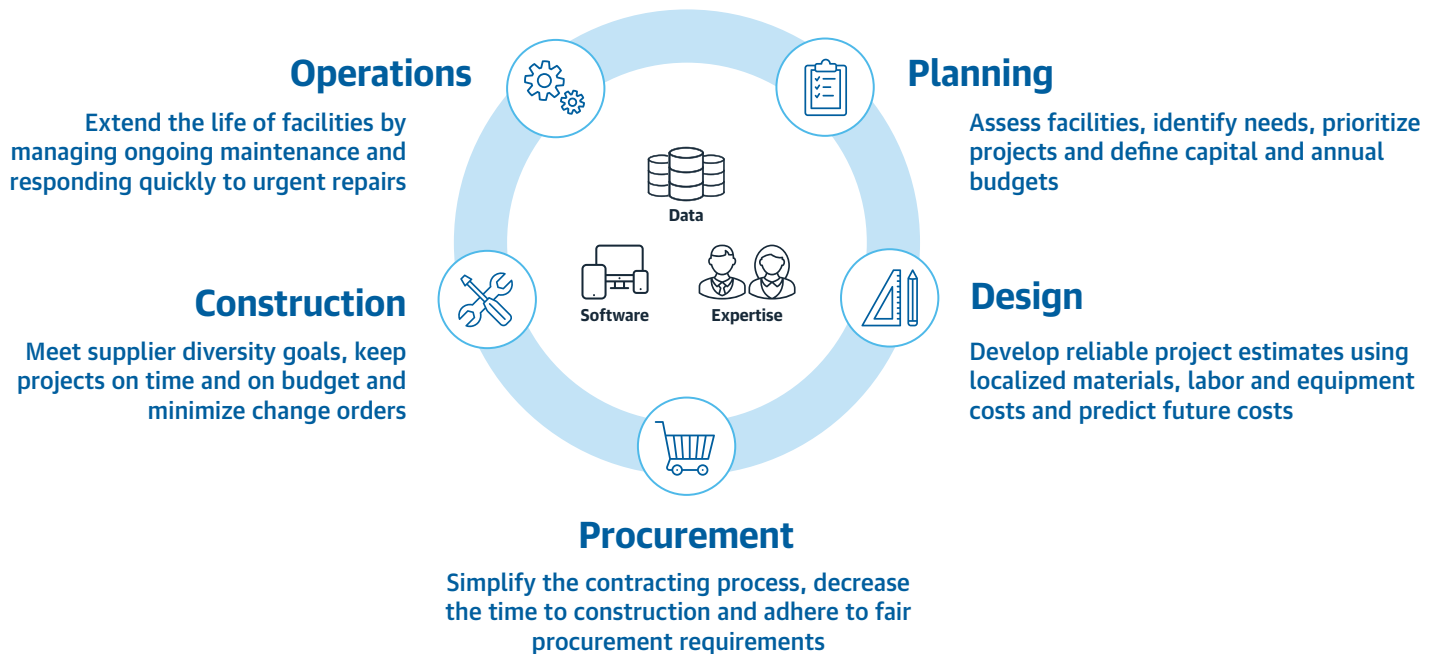 Operations
Extend the life of facilities by
managing ongoing maintenance and
responding quickly to urgent repairs
Planning
Assess facilities, identify needs, prioritize
projects and define capital and annual
budgets
Data
Software
Expertise
Construction
Meet supplier diversity goals, keep
projects on time and on budget and
minimize change orders
Design
Develop reliable project estimates using
localized materials, labor and equipment
costs and predict future costs
Procurement
Simplify the contracting process, decrease
the time to construction and adhere to fair
procurement requirements